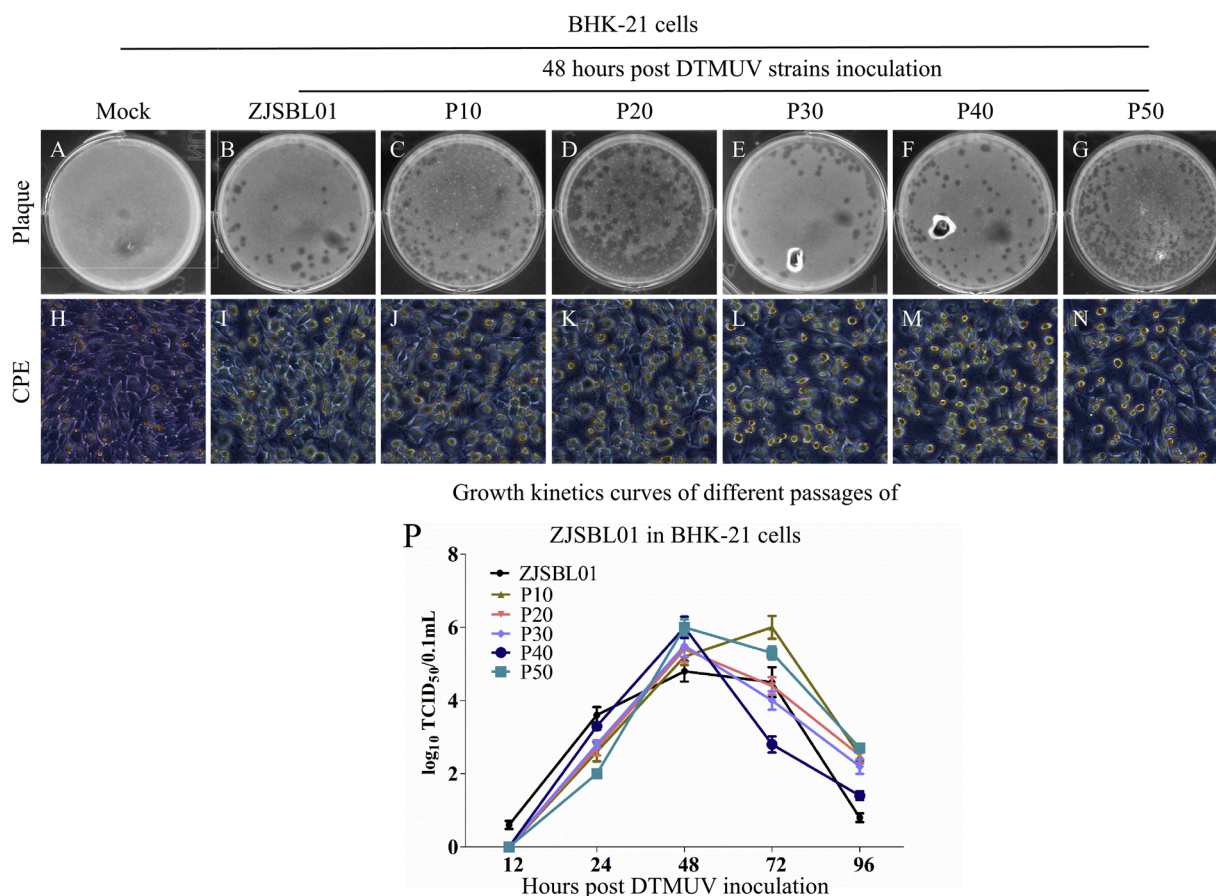 BHK-21 cells
48 hours post DTMUV strains inoculation
Mock ZJSBL01 P10 P20 P30 P40 P50
Plaque
A B C D E F G
CPE
H I J K L M N
Growth kinetics curves of different passages of
P ZJSBL01 in BHK-21 cells
log10 TCID50/0.1mL
8
6
4
2
0
ZJSBL01
P10
P20
P30
P40
P50
12 24 48 72 96
Hours post DTMUV inoculation